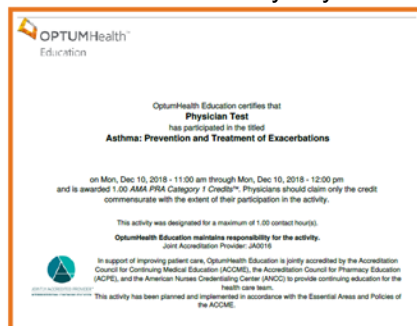 OPTUMHealth™
Education
OptumHealth Education certifies that
Physician Test
has participated in the titled
Asthma: Prevention and Treatment of Exacerbations
on Mon, Dec 10, 2018 - 11:00 am through Mon, Dec 10, 2018 - 12:00 pm
and is awarded 1.00 AMA PRA Category 1 Credits™. Physicians should claim only the credit
commensurate with the extent of their participation in the activity.
This activity was designated for a maximum of 1.00 contact hour(s).
OptumHealth Education maintains responsibility for the activity.
Joint Accreditation Provider: JA0016
In support of improving patient care, OptumHealth Education is jointly accredited by the Accreditation
Council for Continuing Medical Education (ACCME), the Accreditation Council for Pharmacy Education
(ACPE), and the American Nurses Credentialing Center (ANCC) to provide continuing education for the
health care team.
This activity has been planned and implemented in accordance with the Essential Areas and Policies of
the ACCME.
JOINTLY ACCREDITED PROVIDER™